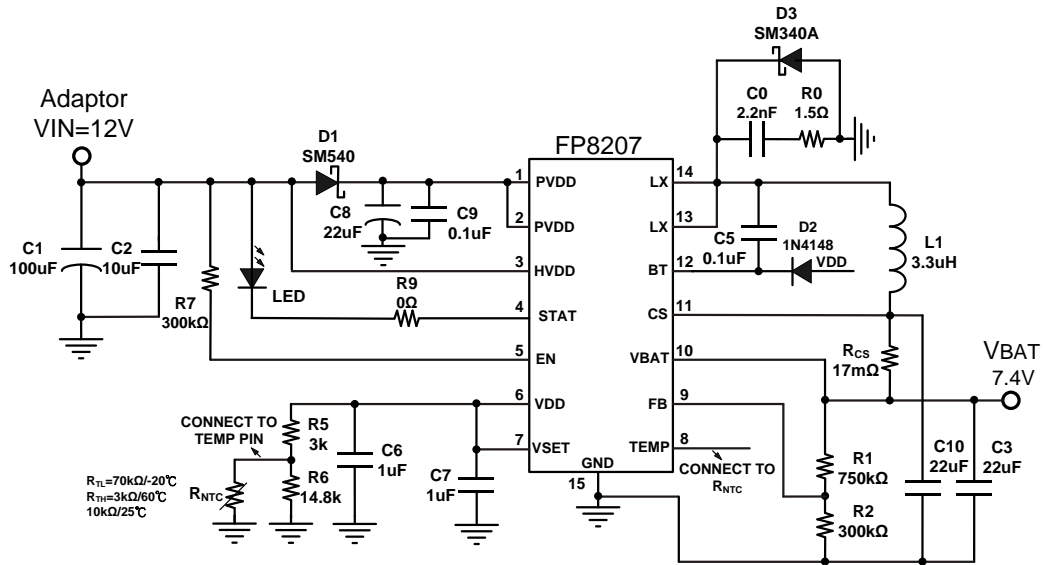 D3
SM340A
C0
2.2nF
R0
1.5Ω
Adaptor
VIN=12V
D1
SM540
FP8207
1
PVDD
2
PVDD
3
HVDD
4
STAT
5
EN
6
VDD
7
VSET
GND
15
LX
14
LX
13
BT
12
CS
11
VBAT
10
FB
9
TEMP
8
C8
22uF
C9
0.1uF
C1
100uF
C2
10uF
R7
300kΩ
LED
R9
0Ω
C5
0.1uF
D2
1N4148
VDD
L1
3.3uH
RCS
17mΩ
VBAT
7.4V
CONNECT TO
TEMP PIN
R5
3k
C6
1uF
R6
14.8k
C7
1uF
RNTC
RTL=70kΩ/-20℃
RTH=3kΩ/60℃
10kΩ/25℃
CONNECT TO
RNTC
R1
750kΩ
R2
300kΩ
C10
22uF
C3
22uF